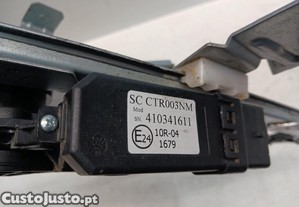 SC CTR003NM
Mod
SN 410341611
E24 10R-04
1679
CustoJusto.pt